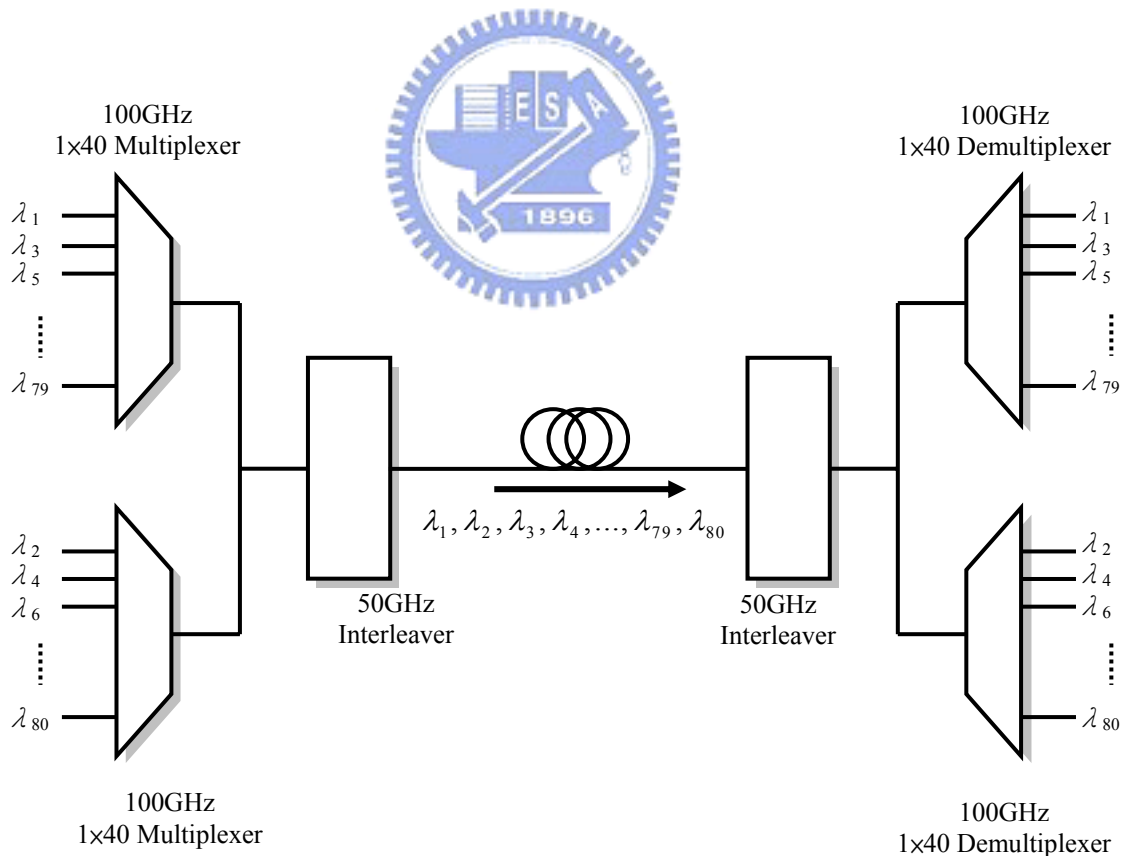 E S A
1896
100GHz
1×40 Multiplexer
λ1
λ3
λ5
λ79
100GHz
1×40 Multiplexer
λ2
λ4
λ6
λ80
50GHz
Interleaver
λ1, λ2, λ3, λ4, ..., λ79, λ80
50GHz
Interleaver
100GHz
1×40 Demultiplexer
λ1
λ3
λ5
λ79
100GHz
1×40 Demultiplexer
λ2
λ4
λ6
λ80